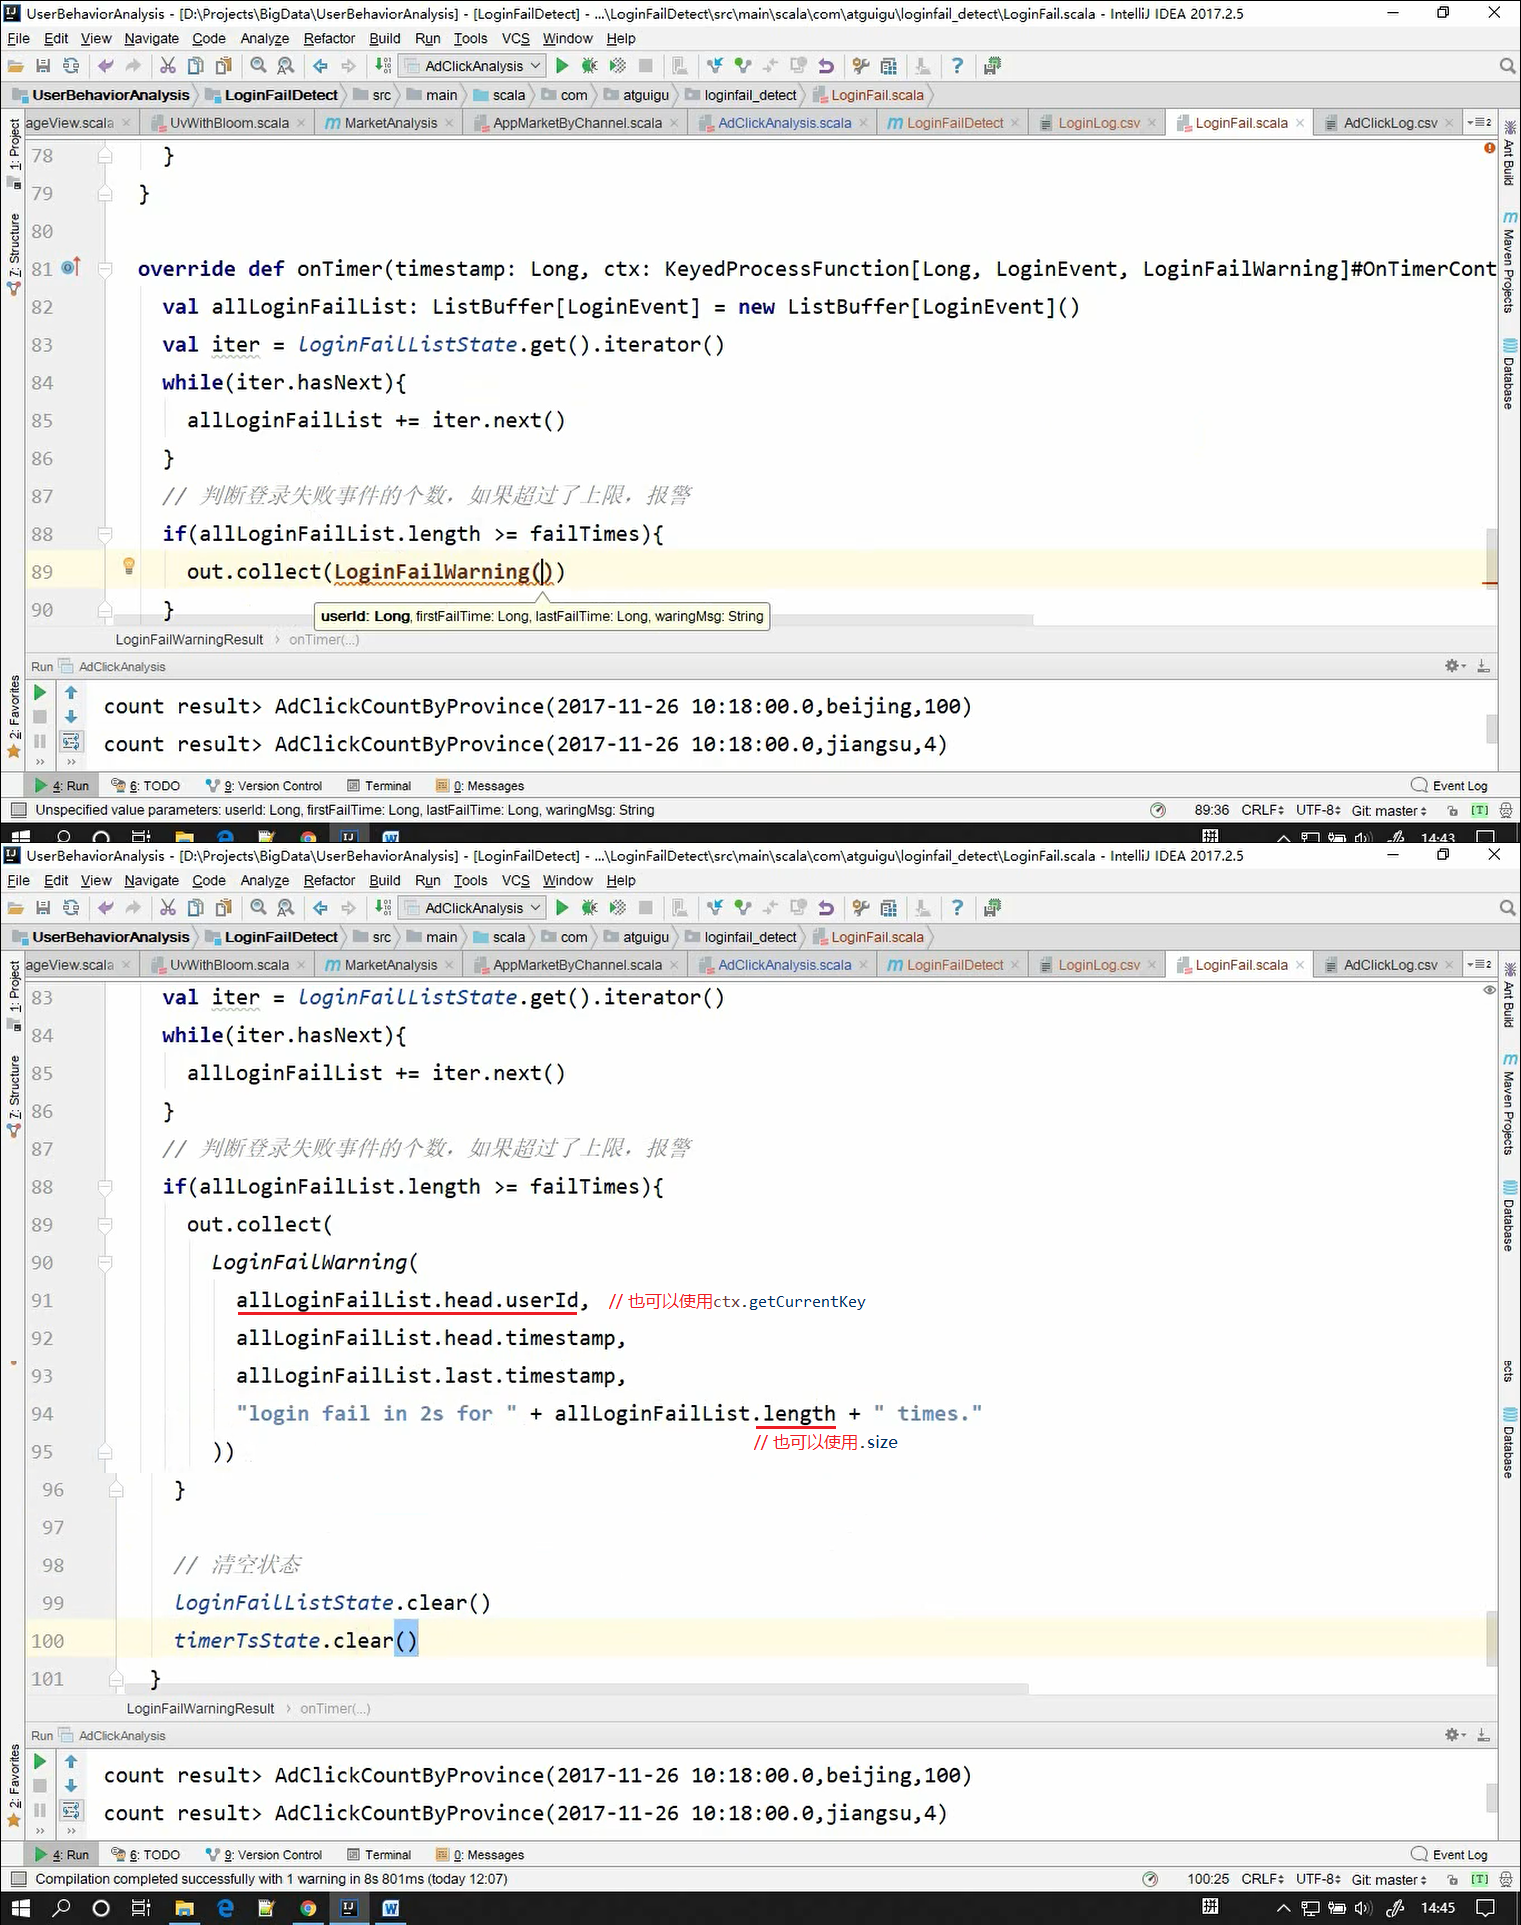 UserBehaviorAnalysis - [D:\Projects\BigData\UserBehaviorAnalysis] - [LoginFailDetect] - ...\LoginFailDetect\src\main\scala\com\atguigu\loginfail_detect\LoginFail.scala - IntelliJ IDEA 2017.2.5
File Edit View Navigate Code Analyze Refactor Build Run Tools VCS Window Help
AdClickAnalysis
UserBehaviorAnalysis LoginFailDetect src main scala com atguigu loginfail_detect LoginFail.scala
ageView.scala UvWithBloom.scala MarketAnalysis AppMarketByChannel.scala AdClickAnalysis.scala LoginFailDetect LoginLog.csv LoginFail.scala AdClickLog.csv 2
1: Project
7: Structure
2: Favorites
Ant Build
Maven Projects
Database
78 }
79 }
80
81 override def onTimer(timestamp: Long, ctx: KeyedProcessFunction[Long, LoginEvent, LoginFailWarning]#OnTimerCont
82 val allLoginFailList: ListBuffer[LoginEvent] = new ListBuffer[LoginEvent]()
83 val iter = loginFailListState.get().iterator()
84 while(iter.hasNext){
85 allLoginFailList += iter.next()
86 }
87 // 判断登录失败事件的个数，如果超过了上限，报警
88 if(allLoginFailList.length >= failTimes){
89 out.collect(LoginFailWarning())
90 }
userId: Long, firstFailTime: Long, lastFailTime: Long, waringMsg: String
LoginFailWarningResult › onTimer(...)
Run AdClickAnalysis
count result> AdClickCountByProvince(2017-11-26 10:18:00.0,beijing,100)
count result> AdClickCountByProvince(2017-11-26 10:18:00.0,jiangsu,4)
4: Run 6: TODO 9: Version Control Terminal 0: Messages Event Log
Unspecified value parameters: userId: Long, firstFailTime: Long, lastFailTime: Long, waringMsg: String 89:36 CRLF UTF-8 Git: master [T]
拼 14:43
UserBehaviorAnalysis - [D:\Projects\BigData\UserBehaviorAnalysis] - [LoginFailDetect] - ...\LoginFailDetect\src\main\scala\com\atguigu\loginfail_detect\LoginFail.scala - IntelliJ IDEA 2017.2.5
File Edit View Navigate Code Analyze Refactor Build Run Tools VCS Window Help
AdClickAnalysis
UserBehaviorAnalysis LoginFailDetect src main scala com atguigu loginfail_detect LoginFail.scala
ageView.scala UvWithBloom.scala MarketAnalysis AppMarketByChannel.scala AdClickAnalysis.scala LoginFailDetect LoginLog.csv LoginFail.scala AdClickLog.csv 2
1: Project
7: Structure
2: Favorites
Ant Build
Maven Projects
Database
ects
Database
83 val iter = loginFailListState.get().iterator()
84 while(iter.hasNext){
85 allLoginFailList += iter.next()
86 }
87 // 判断登录失败事件的个数，如果超过了上限，报警
88 if(allLoginFailList.length >= failTimes){
89 out.collect(
90 LoginFailWarning(
91 allLoginFailList.head.userId, // 也可以使用ctx.getCurrentKey
92 allLoginFailList.head.timestamp,
93 allLoginFailList.last.timestamp,
94 "login fail in 2s for " + allLoginFailList.length + " times."
// 也可以使用.size
95 ))
96 }
97
98 // 清空状态
99 loginFailListState.clear()
100 timerTsState.clear()
101 }
LoginFailWarningResult › onTimer(...)
Run AdClickAnalysis
count result> AdClickCountByProvince(2017-11-26 10:18:00.0,beijing,100)
count result> AdClickCountByProvince(2017-11-26 10:18:00.0,jiangsu,4)
4: Run 6: TODO 9: Version Control Terminal 0: Messages Event Log
Compilation completed successfully with 1 warning in 8s 801ms (today 12:07) 100:25 CRLF UTF-8 Git: master [T]
拼 14:45